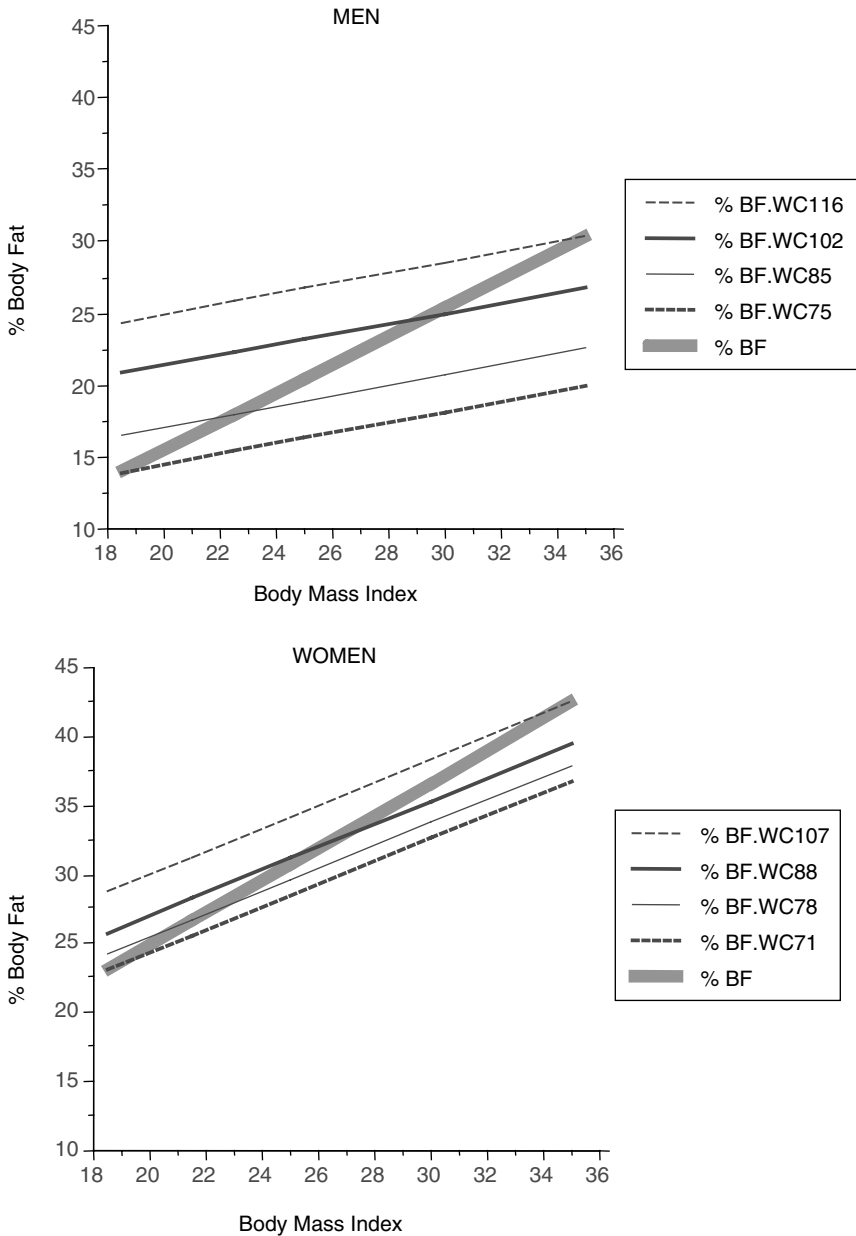 MEN
45
40
35
30
25
20
15
10
% Body Fat
18 20 22 24 26 28 30 32 34 36
Body Mass Index
% BF.WC116
% BF.WC102
% BF.WC85
% BF.WC75
% BF
WOMEN
45
40
35
30
25
20
15
10
% Body Fat
18 20 22 24 26 28 30 32 34 36
Body Mass Index
% BF.WC107
% BF.WC88
% BF.WC78
% BF.WC71
% BF